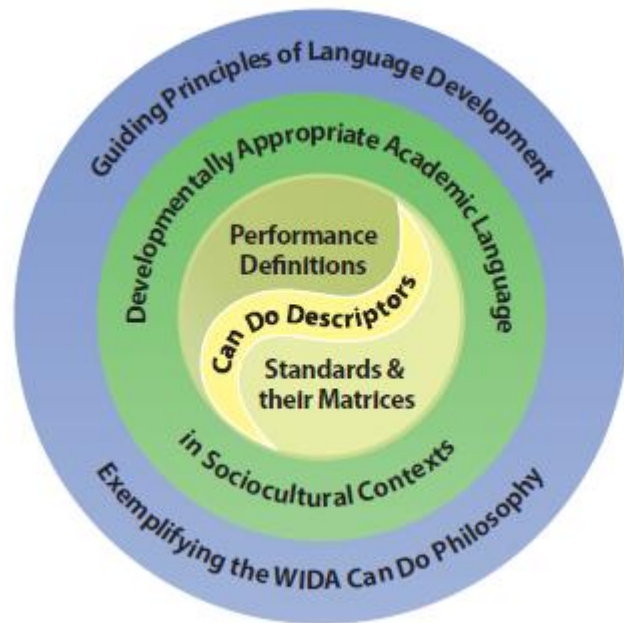 Guiding Principles of Language Development
Developmentally Appropriate Academic Language
Performance
Definitions
Can Do Descriptors
Standards &
their Matrices
in Sociocultural Contexts
Exemplifying the WIDA Can Do Philosophy